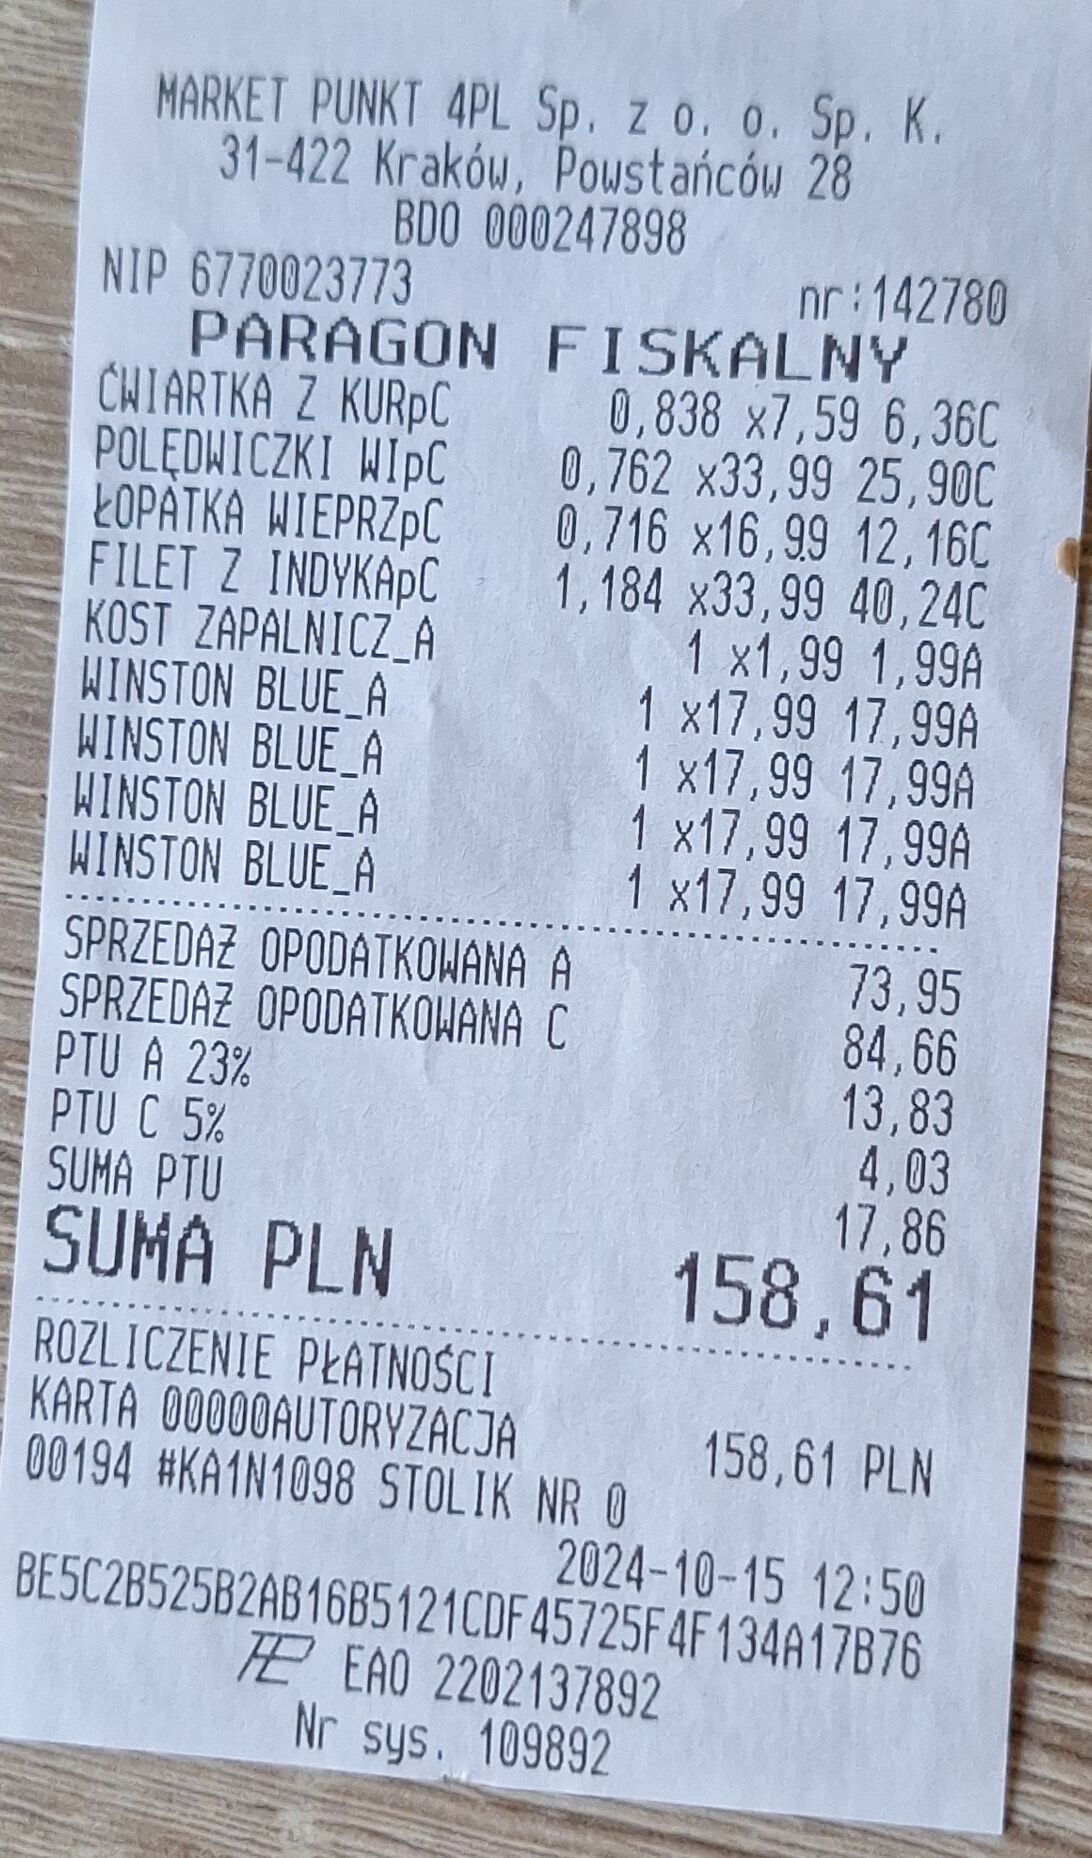 MARKET PUNKT 4PL Sp. z o. o. Sp. K.
31-422 Kraków, Powstańców 28
BDO 000247898
NIP 6770023773 nr:142780
PARAGON FISKALNY
ĆWIARTKA Z KURpC 0,838 x7,59 6,36C
POLĘDWICZKI WIpC 0,762 x33,99 25,90C
ŁOPATKA WIEPRZpC 0,716 x16,99 12,16C
FILET Z INDYKApC 1,184 x33,99 40,24C
KOST ZAPALNICZ_A 1 x1,99 1,99A
WINSTON BLUE_A 1 x17,99 17,99A
WINSTON BLUE_A 1 x17,99 17,99A
WINSTON BLUE_A 1 x17,99 17,99A
WINSTON BLUE_A 1 x17,99 17,99A
SPRZEDAŻ OPODATKOWANA A 73,95
SPRZEDAŻ OPODATKOWANA C 84,66
PTU A 23% 13,83
PTU C 5% 4,03
SUMA PTU 17,86
SUMA PLN 158,61
ROZLICZENIE PŁATNOŚCI
KARTA 00000AUTORYZACJA 158,61 PLN
00194 #KA1N1098 STOLIK NR 0
2024-10-15 12:50
BE5C2B525B2AB16B5121CDF45725F4F134A17B76
EAO 2202137892
Nr sys. 109892